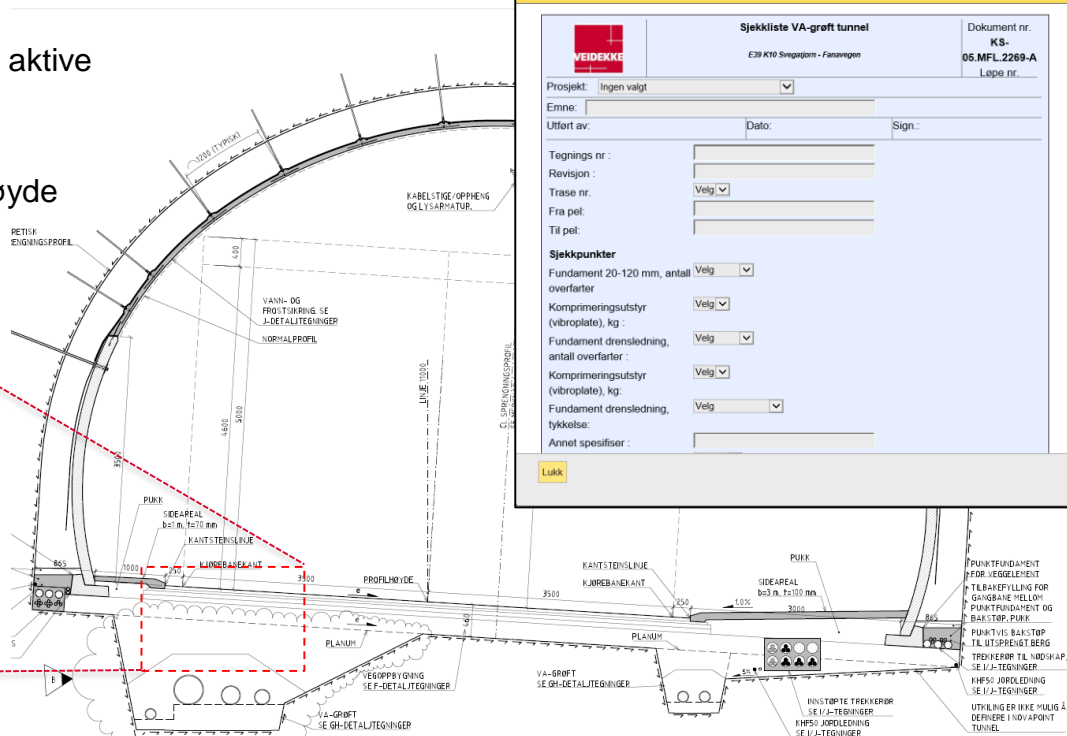 aktive
øyde
Sjekkliste VA-grøft tunnel
E39 K10 Svegatjørn - Fanavegen
Dokument nr.
KS-
05.MFL.2269-A
Løpe nr.
VEIDEKKE
Prosjekt: Ingen valgt
Emne:
Utført av: Dato: Sign.:
Tegnings nr :
Revisjon :
Trase nr. Velg
Fra pel:
Til pel:
Sjekkpunkter
Fundament 20-120 mm, antall Velg
overfarter
Komprimeringsutstyr Velg
(vibroplate), kg :
Fundament drensledning, Velg
antall overfarter :
Komprimeringsutstyr Velg
(vibroplate), kg:
Fundament drensledning, Velg
tykkelse:
Annet spesifiser :
Lukk
1200 (TYPISK)
KABELSTIGE/OPPHENG
OG LYSARMATUR.
RETISK
ENGNINGSPROFIL
400
VANN- OG
FROSTSIKRING. SE
J-DETALJTEGNINGER
NORMALPROFIL
LINJE 11000
CL SPRENGNINGSPROFIL
4600
5000
3500
PUKK
SIDEAREAL
b=1 m, t=70 mm
KANTSTEINSLINJE
KJØREBANEKANT
865
1000
250
3500
PROFILHØYDE
e
e
PLANUM
460
3500
KANTSTEINSLINJE
KJØREBANEKANT
250
1.0%
SIDEAREAL
b=3 m, t=100 mm
3000
PUKK
865
PLANUM
5%
S
B
VEGOPPBYGNING
SE F-DETALJTEGNINGER
VA-GRØFT
SE GH-DETALJTEGNINGER
VA-GRØFT
SE GH-DETALJTEGNINGER
INNSTØPTE TREKKERØR
SE I/J-TEGNINGER
KHF50 JORDLEDNING
SE I/J-TEGNINGER
PUNKTFUNDAMENT
FOR VEGGELEMENT
TILBAKEFYLLING FOR
GANGBANE MELLOM
PUNKTFUNDAMENT OG
BAKSTØP. PUKK
PUNKTVIS BAKSTØP
TIL UTSPRENGT BERG
TREKKERØR TIL NØDSKAP,
SE I/J-TEGNINGER
KHF50 JORDLEDNING
SE I/J-TEGNINGER
UTKILING ER IKKE MULIG Å
DEFINERE I NOVAPOINT
TUNNEL